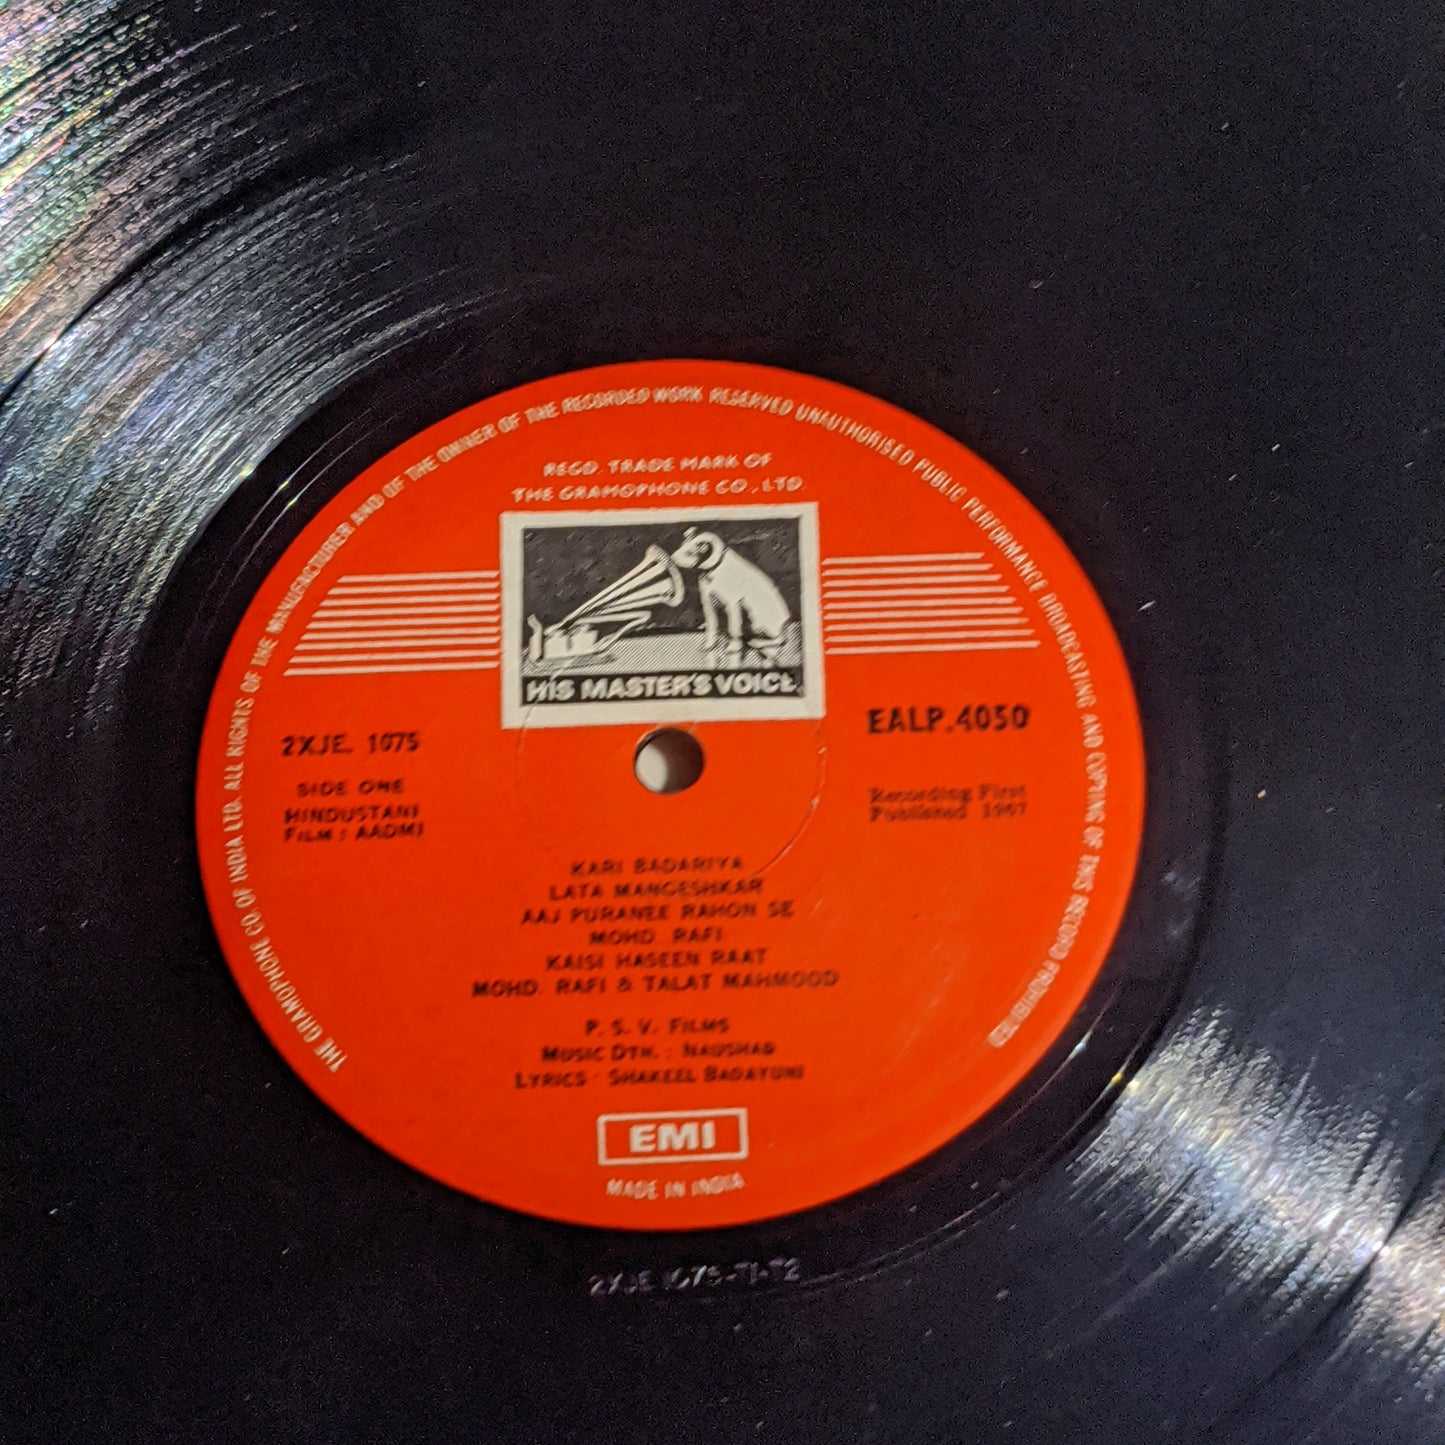 THE GRAMOPHONE CO. OF INDIA LTD. ALL RIGHTS OF THE MANUFACTURER AND OF THE OWNER OF THE RECORDED WORK RESERVED UNAUTHORISED PUBLIC PERFORMANCE BROADCASTING AND COPYING OF THIS RECORD PROHIBITED
REGD. TRADE MARK OF
THE GRAMOPHONE CO., LTD.
HIS MASTER'S VOICE
2XJE. 1075
EALP.4050
SIDE ONE
HINDUSTANI
FILM : AADMI
Recording First
Published 1967
KARI BADARIYA
LATA MANGESHKAR
AAJ PURANEE RAHON SE
MOHD. RAFI
KAISI HASEEN RAAT
MOHD. RAFI & TALAT MAHMOOD
P. S. V. FILMS
MUSIC DTN. : NAUSHAD
LYRICS : SHAKEEL BADAYUNI
EMI
MADE IN INDIA
2XJE 1075-T1-T2